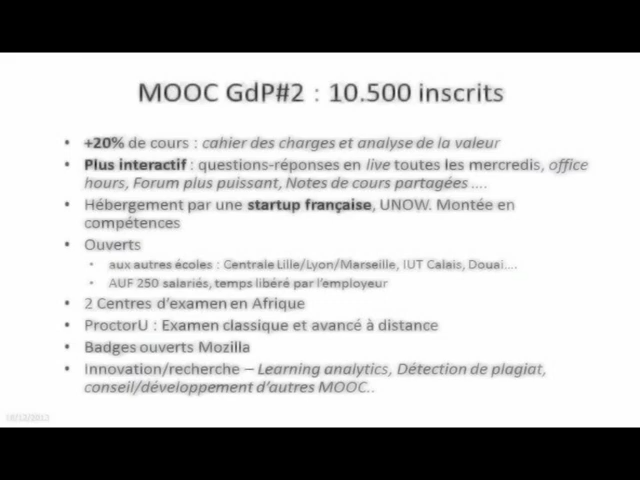 MOOC GdP#2 : 10.500 inscrits
• +20% de cours : cahier des charges et analyse de la valeur
• Plus interactif : questions-réponses en live toutes les mercredis, office
hours, Forum plus puissant, Notes de cours partagées ....
• Hébergement par une startup française, UNOW. Montée en
compétences
• Ouverts
• aux autres écoles : Centrale Lille/Lyon/Marseille, IUT Calais, Douai....
• AUF 250 salariés, temps libéré par l'employeur
• 2 Centres d'examen en Afrique
• ProctorU : Examen classique et avancé à distance
• Badges ouverts Mozilla
• Innovation/recherche – Learning analytics, Détection de plagiat,
conseil/développement d'autres MOOC..